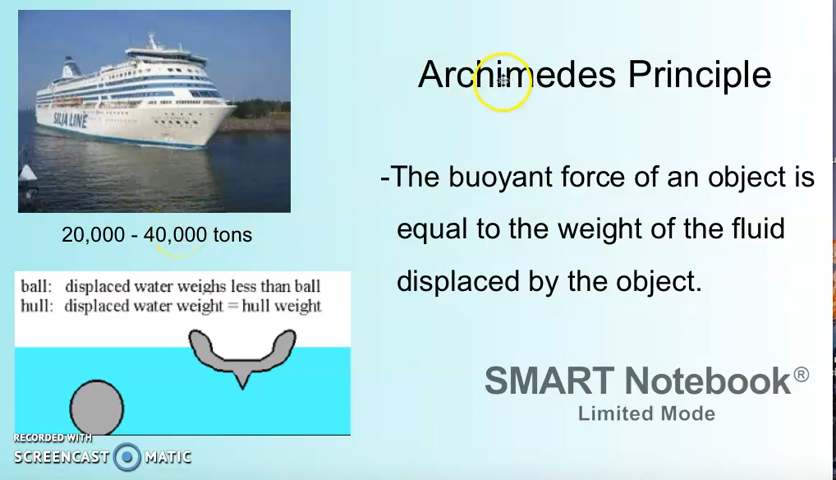 Archimedes Principle
SILJA LINE
20,000 - 40,000 tons
-The buoyant force of an object is
equal to the weight of the fluid
displaced by the object.
ball: displaced water weighs less than ball
hull: displaced water weight = hull weight
SMART Notebook®
Limited Mode
RECORDED WITH
SCREENCAST MATIC